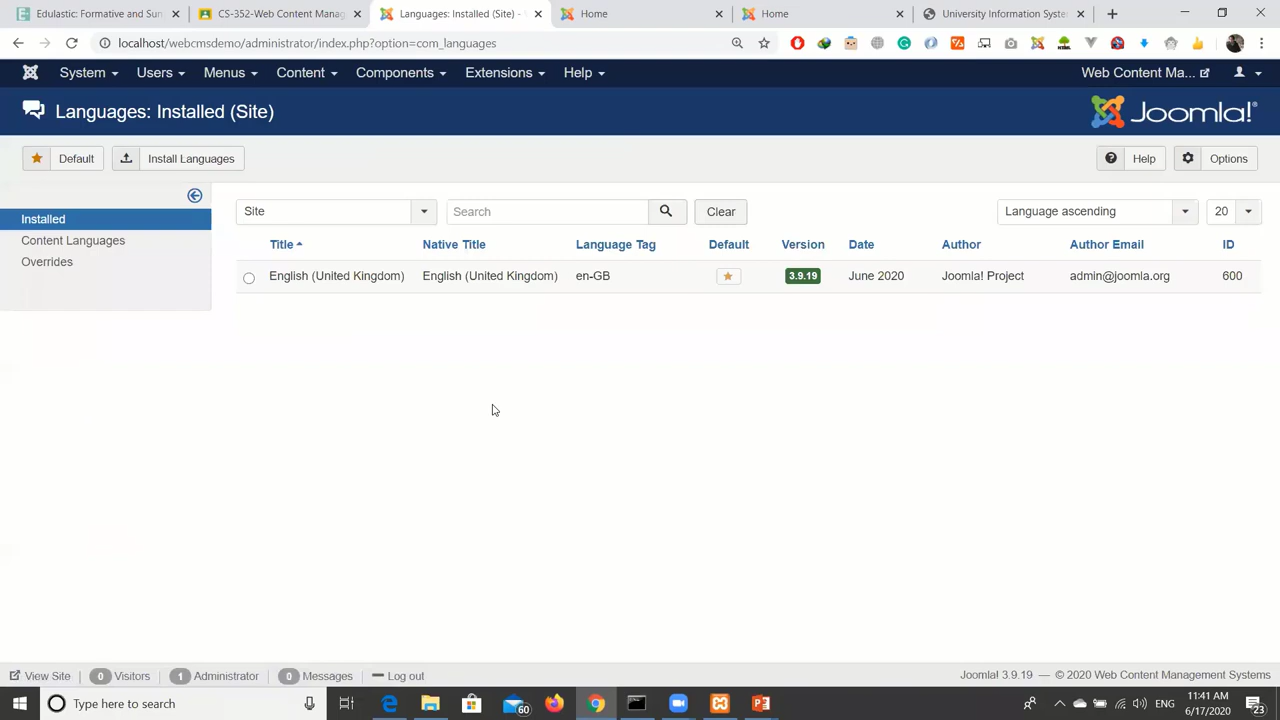 Edulastic: Formative and Sun
CS-352-Web Content Manag
Languages: Installed (Site) -
Home
Home
University Information Syste
localhost/webcmsdemo/administrator/index.php?option=com_languages
System
Users
Menus
Content
Components
Extensions
Help
Web Content Ma...
Languages: Installed (Site)
Joomla!
Default
Install Languages
Help
Options
Installed
Content Languages
Overrides
Site
Search
Clear
Language ascending
20
Title
Native Title
Language Tag
Default
Version
Date
Author
Author Email
ID
English (United Kingdom)
English (United Kingdom)
en-GB
3.9.19
June 2020
Joomla! Project
admin@joomla.org
600
View Site
0 Visitors
1 Administrator
0 Messages
Log out
Joomla! 3.9.19 — © 2020 Web Content Management Systems
Type here to search
60
ENG
11:41 AM
6/17/2020
23